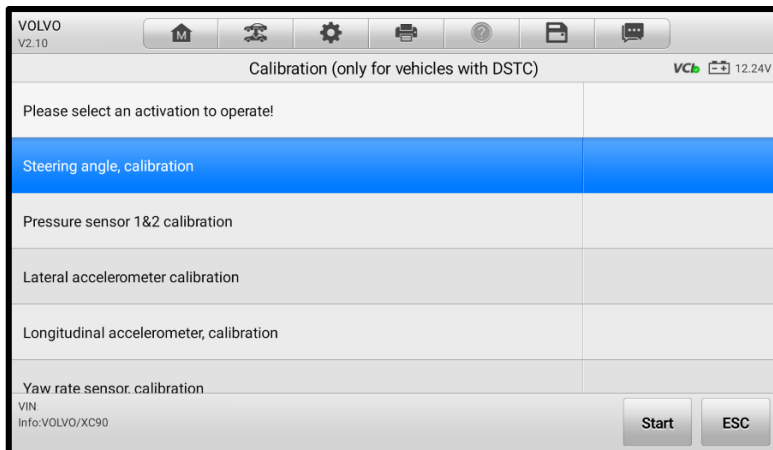 VOLVO
V2.10
M
?
Calibration (only for vehicles with DSTC)
VCI
12.24V
Please select an activation to operate!
Steering angle, calibration
Pressure sensor 1&2 calibration
Lateral accelerometer calibration
Longitudinal accelerometer, calibration
Yaw rate sensor, calibration
VIN
Info:VOLVO/XC90
Start
ESC